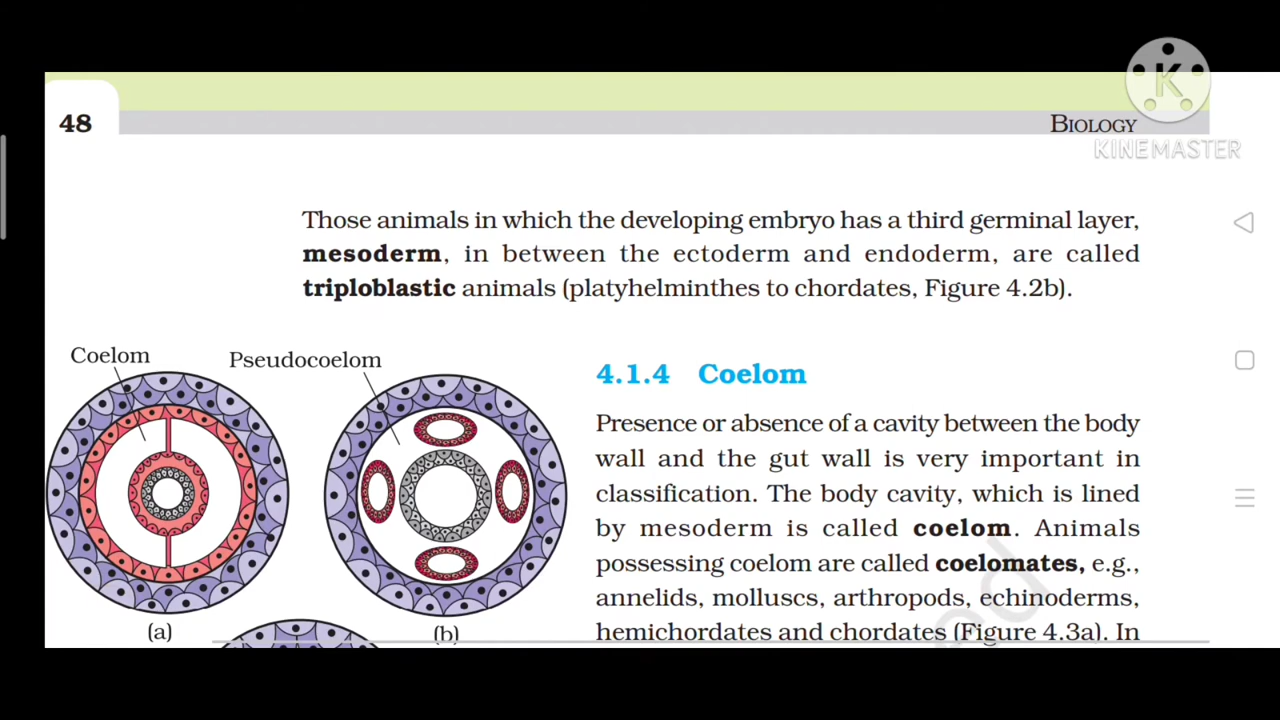 K
KINEMASTER
48
BIOLOGY
Those animals in which the developing embryo has a third germinal layer,
mesoderm, in between the ectoderm and endoderm, are called
triploblastic animals (platyhelminthes to chordates, Figure 4.2b).
Coelom
Pseudocoelom
(a)
(b)
4.1.4 Coelom
Presence or absence of a cavity between the body
wall and the gut wall is very important in
classification. The body cavity, which is lined
by mesoderm is called coelom. Animals
possessing coelom are called coelomates, e.g.,
annelids, molluscs, arthropods, echinoderms,
hemichordates and chordates (Figure 4.3a). In